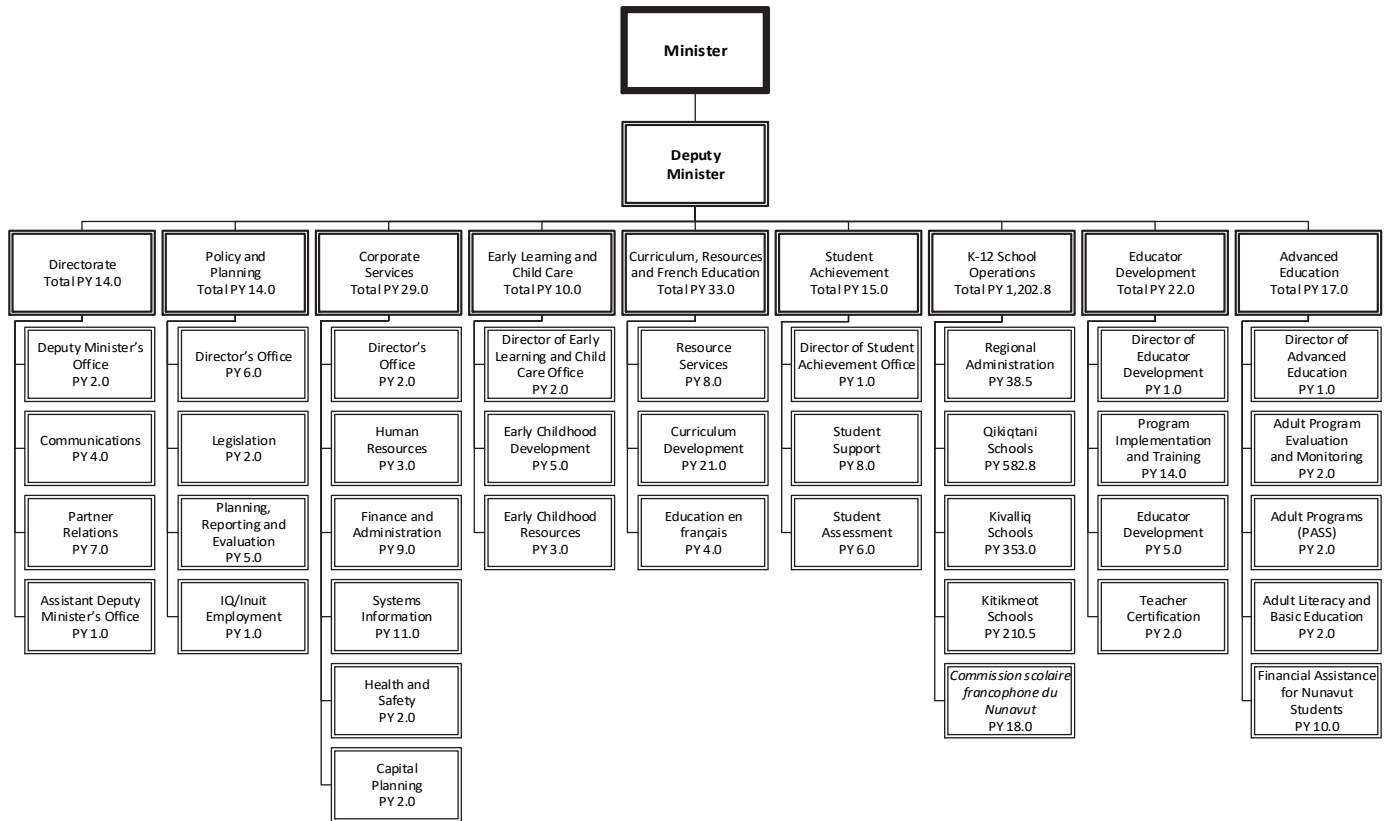 Minister
Deputy
Minister
Directorate
Total PY 14.0
Policy and
Planning
Total PY 14.0
Corporate
Services
Total PY 29.0
Early Learning and
Child Care
Total PY 10.0
Curriculum, Resources
and French Education
Total PY 33.0
Student
Achievement
Total PY 15.0
K-12 School
Operations
Total PY 1,202.8
Educator
Development
Total PY 22.0
Advanced
Education
Total PY 17.0
Deputy Minister's
Office
PY 2.0
Communications
PY 4.0
Partner
Relations
PY 7.0
Assistant Deputy
Minister's Office
PY 1.0
Director's Office
PY 6.0
Legislation
PY 2.0
Planning,
Reporting and
Evaluation
PY 5.0
IQ/Inuit
Employment
PY 1.0
Director's
Office
PY 2.0
Human
Resources
PY 3.0
Finance and
Administration
PY 9.0
Systems
Information
PY 11.0
Health and
Safety
PY 2.0
Capital
Planning
PY 2.0
Director of Early
Learning and Child
Care Office
PY 2.0
Early Childhood
Development
PY 5.0
Early Childhood
Resources
PY 3.0
Resource
Services
PY 8.0
Curriculum
Development
PY 21.0
Education en
français
PY 4.0
Director of Student
Achievement Office
PY 1.0
Student
Support
PY 8.0
Student
Assessment
PY 6.0
Regional
Administration
PY 38.5
Qikiqtani
Schools
PY 582.8
Kivalliq
Schools
PY 353.0
Kitikmeot
Schools
PY 210.5
Commission scolaire
francophone du
Nunavut
PY 18.0
Director of
Educator
Development
PY 1.0
Program
Implementation
and Training
PY 14.0
Educator
Development
PY 5.0
Teacher
Certification
PY 2.0
Director of
Advanced
Education
PY 1.0
Adult Program
Evaluation
and Monitoring
PY 2.0
Adult Programs
(PASS)
PY 2.0
Adult Literacy and
Basic Education
PY 2.0
Financial Assistance
for Nunavut
Students
PY 10.0